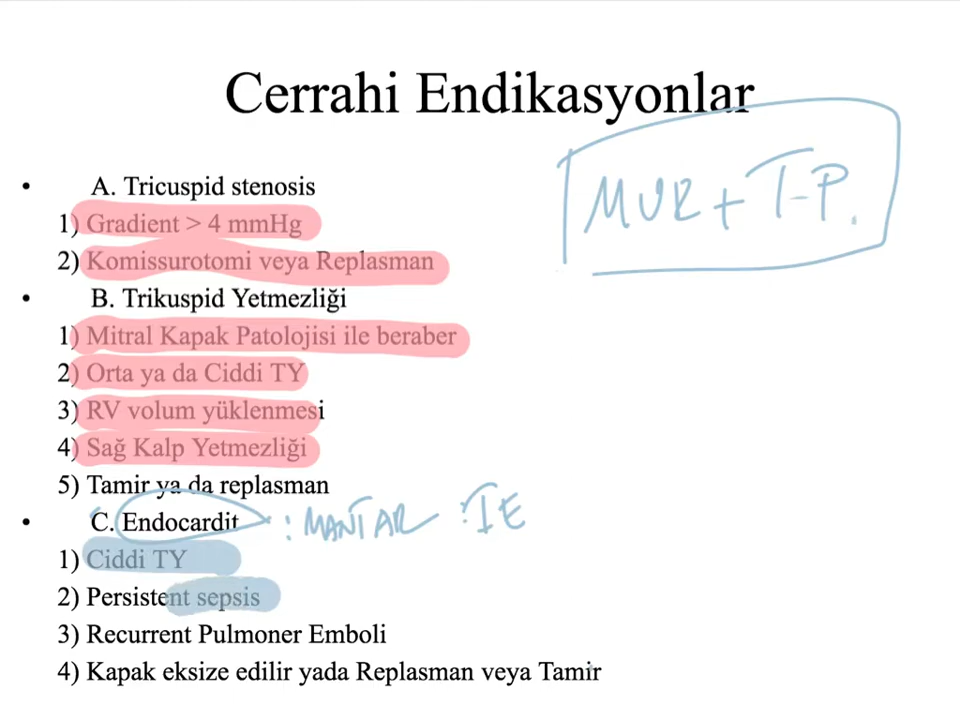 Cerrahi Endikasyonlar
MVR + T-P.
• A. Tricuspid stenosis
1) Gradient > 4 mmHg
2) Komissurotomi veya Replasman
• B. Trikuspid Yetmezliği
1) Mitral Kapak Patolojisi ile beraber
2) Orta ya da Ciddi TY
3) RV volum yüklenmesi
4) Sağ Kalp Yetmezliği
5) Tamir ya da replasman
• C. Endocardit : MANTAR : IE
1) Ciddi TY
2) Persistent sepsis
3) Recurrent Pulmoner Emboli
4) Kapak eksize edilir yada Replasman veya Tamir